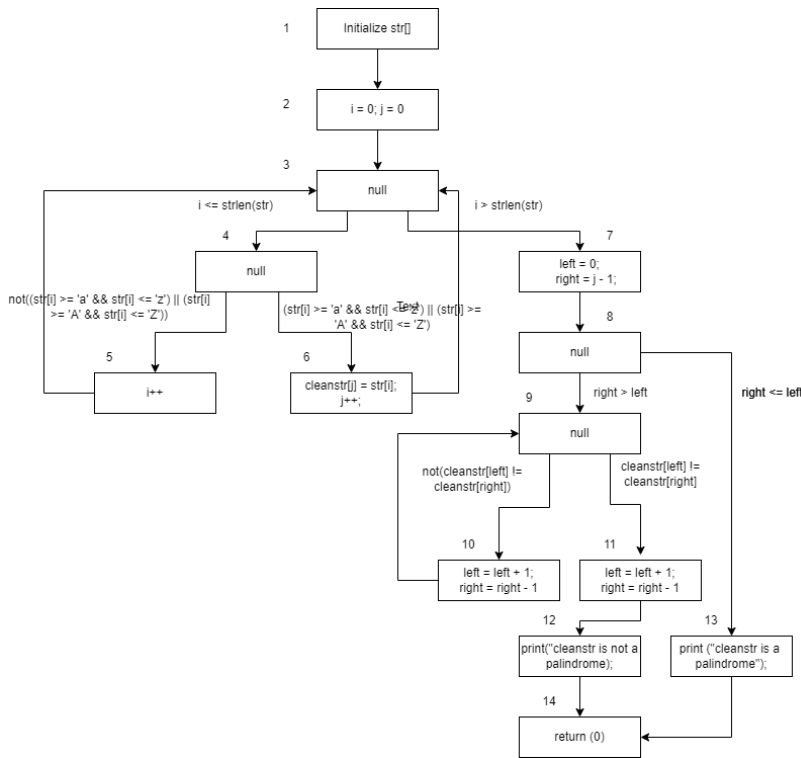 1
Initialize str[]
2
i = 0; j = 0
3
null
i <= strlen(str)
i > strlen(str)
4
null
7
left = 0;
right = j - 1;
not((str[i] >= 'a' && str[i] <= 'z') || (str[i]
>= 'A' && str[i] <= 'Z'))
(str[i] >= 'a' && str[i] <= 'z') || (str[i] >=
'A' && str[i] <= 'Z')
Text
8
null
5
i++
6
cleanstr[j] = str[i];
j++;
right > left
right <= left
9
null
not(cleanstr[left] !=
cleanstr[right])
cleanstr[left] !=
cleanstr[right]
10
left = left + 1;
right = right - 1
11
left = left + 1;
right = right - 1
12
print("cleanstr is not a
palindrome);
13
print ("cleanstr is a
palindrome");
14
return (0)